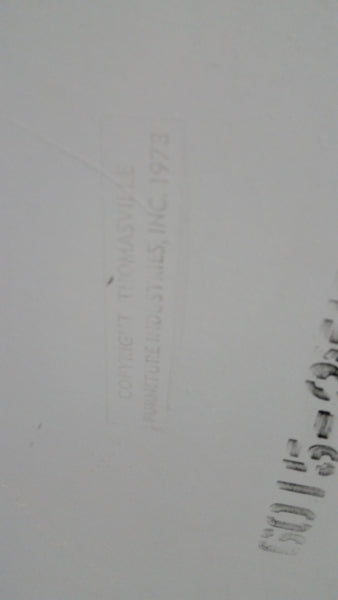 COPYRIGHT THOMASVILLE
FURNITURE INDUSTRIES, INC. 1973